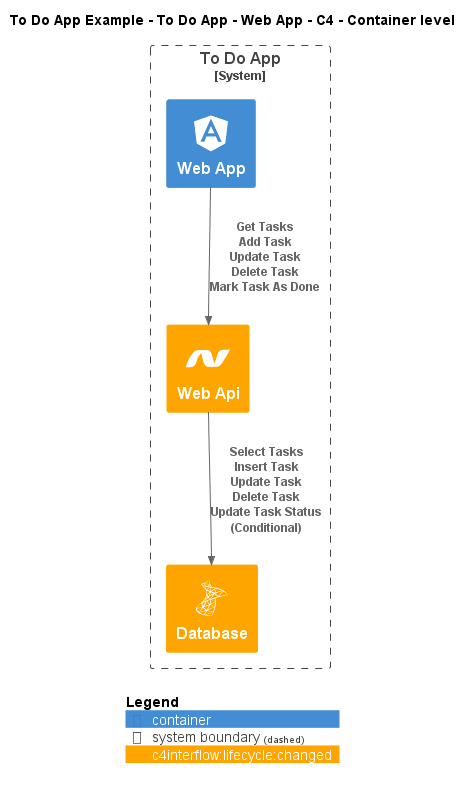 To Do App Example - To Do App - Web App - C4 - Container level
To Do App
[System]
Web App
Get Tasks
Add Task
Update Task
Delete Task
Mark Task As Done
Web Api
Select Tasks
Insert Task
Update Task
Delete Task
Update Task Status
(Conditional)
Database
Legend
container
system boundary (dashed)
c4interflow:lifecycle:changed